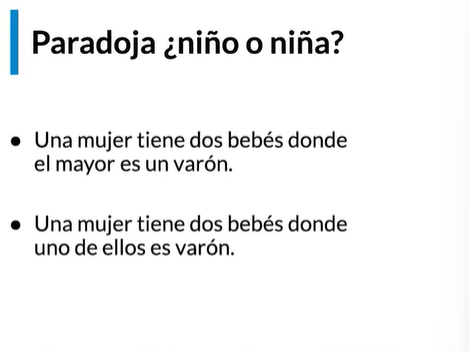 Paradoja ¿niño o niña?
● Una mujer tiene dos bebés donde
el mayor es un varón.
● Una mujer tiene dos bebés donde
uno de ellos es varón.